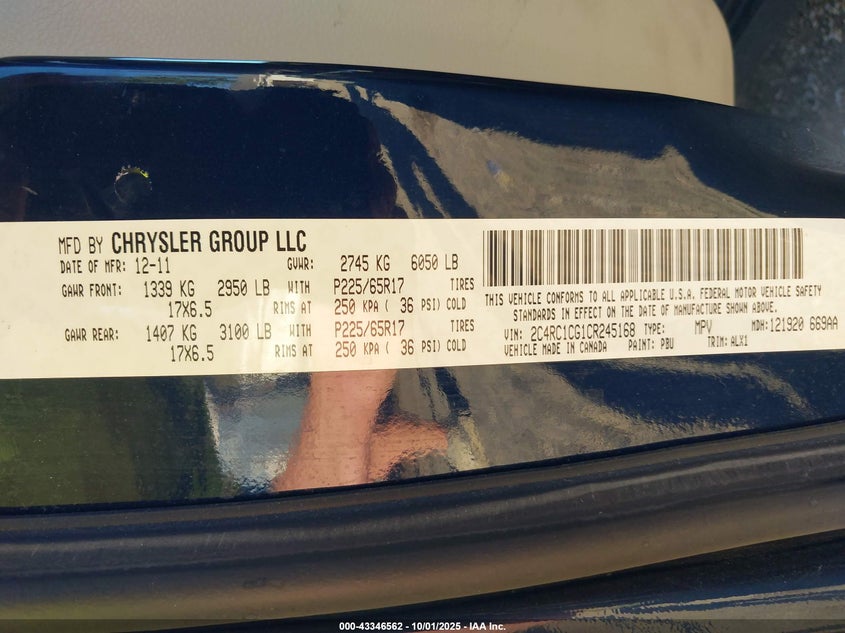 MFD BY CHRYSLER GROUP LLC
DATE OF MFR: 12-11 GVWR: 2745 KG 6050 LB
GAWR FRONT: 1339 KG 2950 LB WITH P225/65R17 TIRES
17X6.5 RIMS AT 250 KPA ( 36 PSI) COLD
GAWR REAR: 1407 KG 3100 LB WITH P225/65R17 TIRES
17X6.5 RIMS AT 250 KPA ( 36 PSI) COLD
THIS VEHICLE CONFORMS TO ALL APPLICABLE U.S.A. FEDERAL MOTOR VEHICLE SAFETY
STANDARDS IN EFFECT ON THE DATE OF MANUFACTURE SHOWN ABOVE.
VIN: 2C4RC1CG1CR245168 TYPE: MPV MDH: 121920 669AA
VEHICLE MADE IN CANADA PAINT: PBU TRIM: ALX1
000-43346562 - 10/01/2025 - IAA Inc.